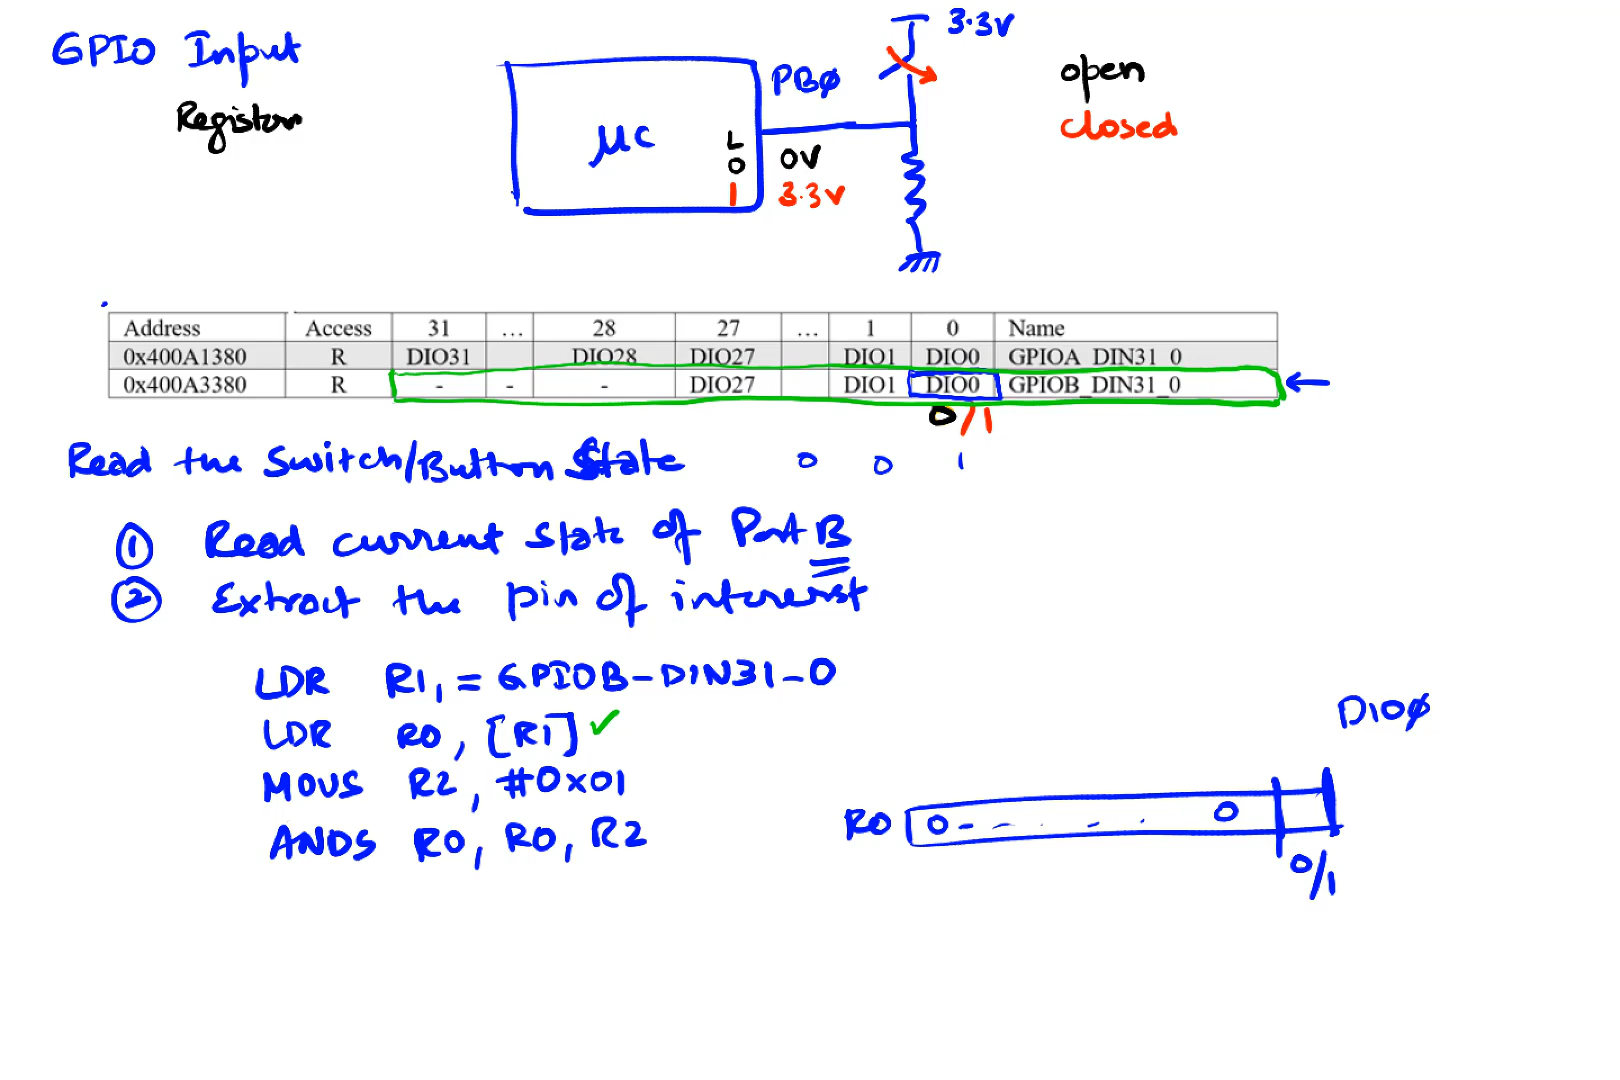 GPIO Input
Registers
μC
PBφ
3.3V
L
0
1
0V
3.3V
open
closed
Address Access 31 ... 28 27 ... 1 0 Name
0x400A1380 R DIO31 DIO28 DIO27 DIO1 DIO0 GPIOA_DIN31_0
0x400A3380 R - - - DIO27 DIO1 DIO0 GPIOB_DIN31_0
0/1
Read the Switch/Button State 0 0 1
① Read current state of Port B
② Extract the pin of interest
LDR R1, = GPIOB-DIN31-0
LDR R0, [R1] ✓
MOVS R2, #0x01
ANDS R0, R0, R2
DIOφ
R0 0 - - - - . 0
0/1